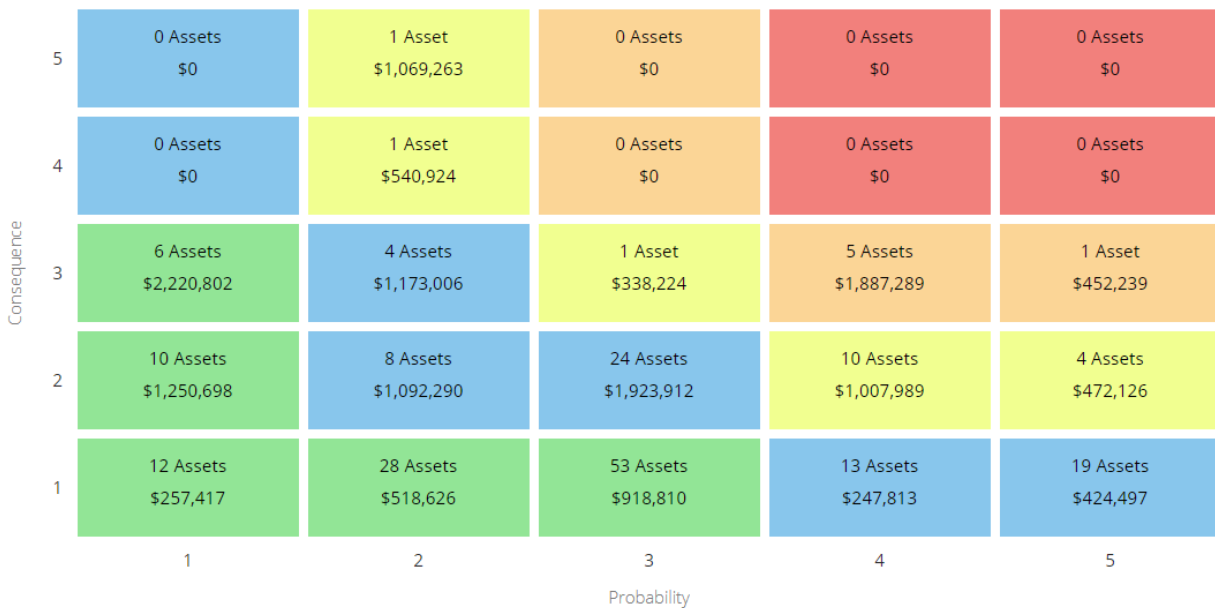 0 Assets
$0
1 Asset
$1,069,263
0 Assets
$0
0 Assets
$0
0 Assets
$0
5
0 Assets
$0
1 Asset
$540,924
0 Assets
$0
0 Assets
$0
0 Assets
$0
4
6 Assets
$2,220,802
4 Assets
$1,173,006
1 Asset
$338,224
5 Assets
$1,887,289
1 Asset
$452,239
3
Consequence
10 Assets
$1,250,698
8 Assets
$1,092,290
24 Assets
$1,923,912
10 Assets
$1,007,989
4 Assets
$472,126
2
12 Assets
$257,417
28 Assets
$518,626
53 Assets
$918,810
13 Assets
$247,813
19 Assets
$424,497
1
1
2
3
4
5
Probability